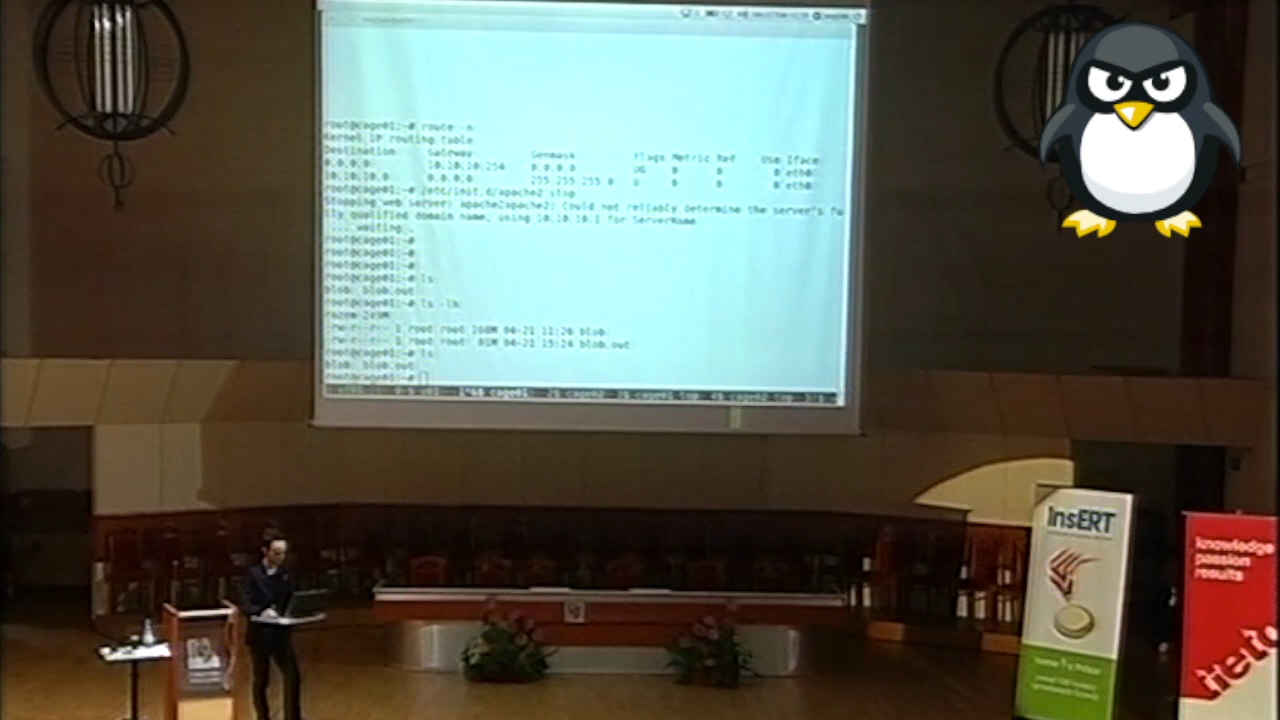 root@cage01:~# route -n
Kernel IP routing table
Destination Gateway Genmask Flags Metric Ref Use Iface
0.0.0.0 10.10.10.254 0.0.0.0 UG 0 0 0 eth0
10.10.10.0 0.0.0.0 255.255.255.0 U 0 0 0 eth0
root@cage01:~# /etc/init.d/apache2 stop
Stopping web server: apache2apache2: Could not reliably determine the server's fu
lly qualified domain name, using 10.10.10.1 for ServerName
... waiting .
root@cage01:~#
root@cage01:~#
root@cage01:~#
root@cage01:~# ls
blob blob.out
root@cage01:~# ls -lh
razem 249M
-rw-r--r-- 1 root root 168M 04-21 11:26 blob
-rw-r--r-- 1 root root 81M 04-21 15:24 blob.out
root@cage01:~# ls
blob blob.out
root@cage01:~#
InsERT
knowledge
passion
results